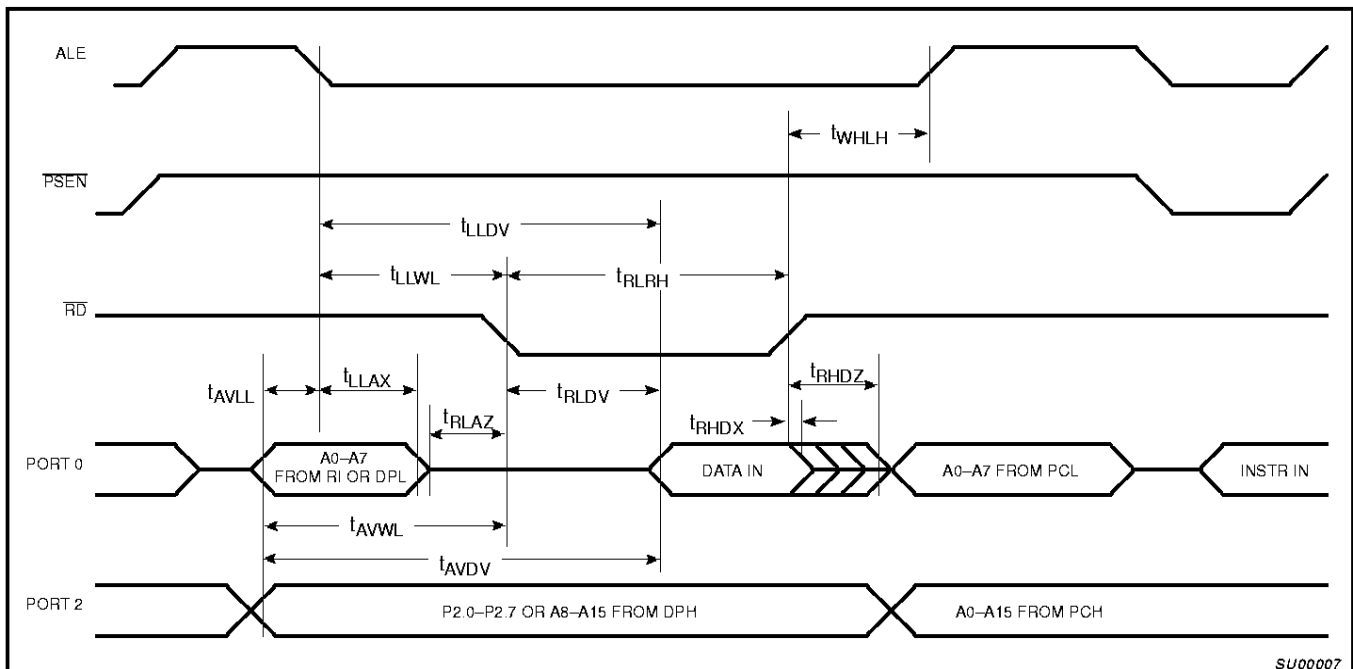 ALE
tWHLH
PSEN
tLLDV
tLLWL
tRLRH
RD
tAVLL
tLLAX
tRLDV
tRHDZ
tRLAZ
tRHDX
PORT 0
A0–A7
FROM RI OR DPL
DATA IN
A0–A7 FROM PCL
INSTR IN
tAVWL
tAVDV
PORT 2
P2.0–P2.7 OR A8–A15 FROM DPH
A0–A15 FROM PCH
SU00007